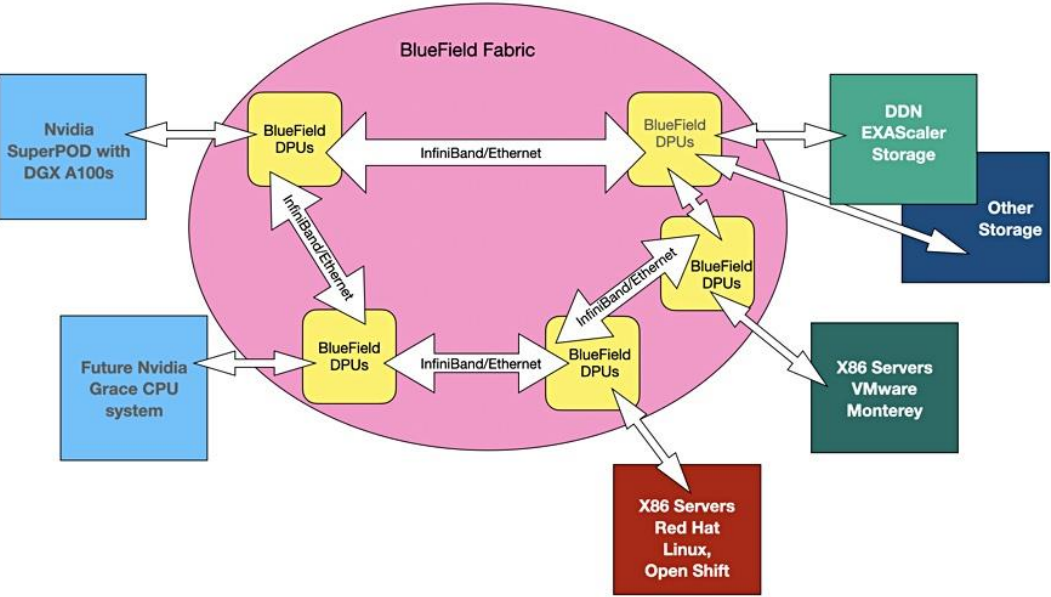 BlueField Fabric
Nvidia
SuperPOD with
DGX A100s
BlueField
DPUs
InfiniBand/Ethernet
BlueField
DPUs
DDN
EXAScaler
Storage
Other
Storage
InfiniBand/Ethernet
InfiniBand/Ethernet
BlueField
DPUs
Future Nvidia
Grace CPU
system
BlueField
DPUs
InfiniBand/Ethernet
BlueField
DPUs
X86 Servers
VMware
Monterey
X86 Servers
Red Hat
Linux,
Open Shift